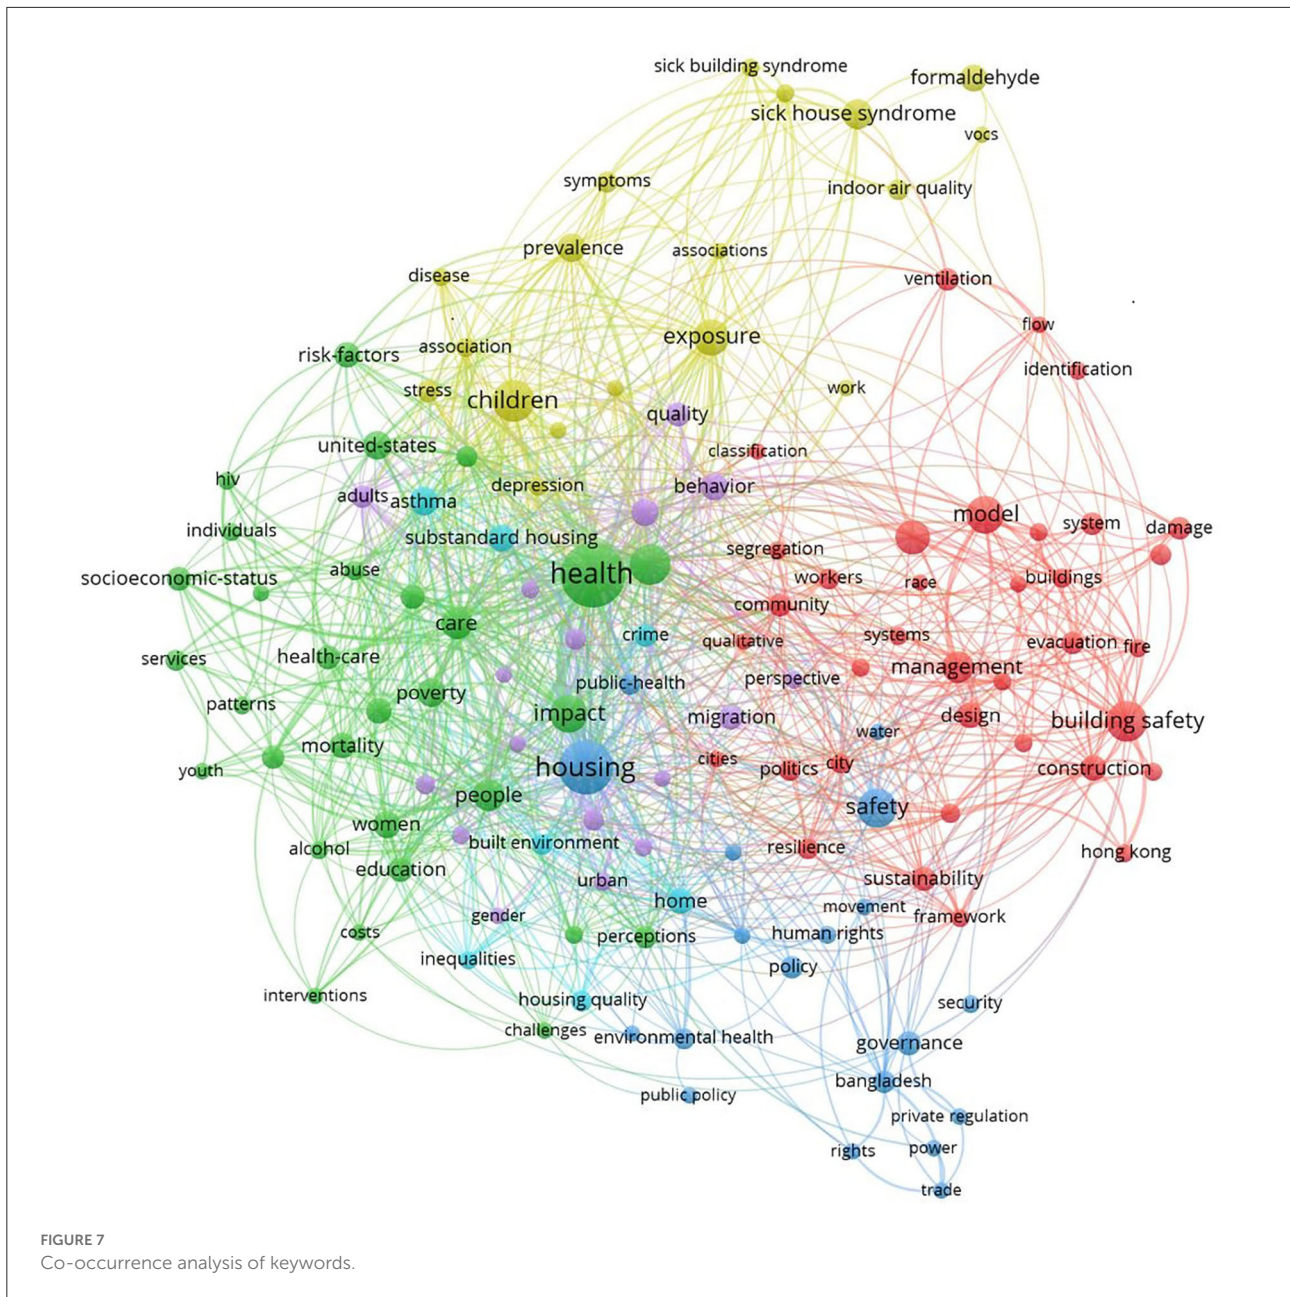 sick building syndrome
formaldehyde
sick house syndrome
vocs
symptoms
indoor air quality
prevalence
associations
disease
ventilation
flow
exposure
association
risk-factors
identification
stress
children
work
quality
united-states
classification
hiv
depression
behavior
adults
asthma
model
system
damage
individuals
substandard housing
segregation
socioeconomic-status
abuse
health
workers
race
buildings
community
care
crime
qualitative
systems
evacuation
fire
services
health-care
management
poverty
public-health
perspective
patterns
impact
migration
design
building safety
mortality
water
youth
housing
cities
politics
city
construction
people
safety
women
alcohol
built environment
resilience
hong kong
education
urban
sustainability
home
movement
gender
framework
costs
perceptions
human rights
inequalities
policy
interventions
housing quality
security
challenges
environmental health
governance
bangladesh
public policy
private regulation
rights
power
trade
FIGURE 7
Co-occurrence analysis of keywords.